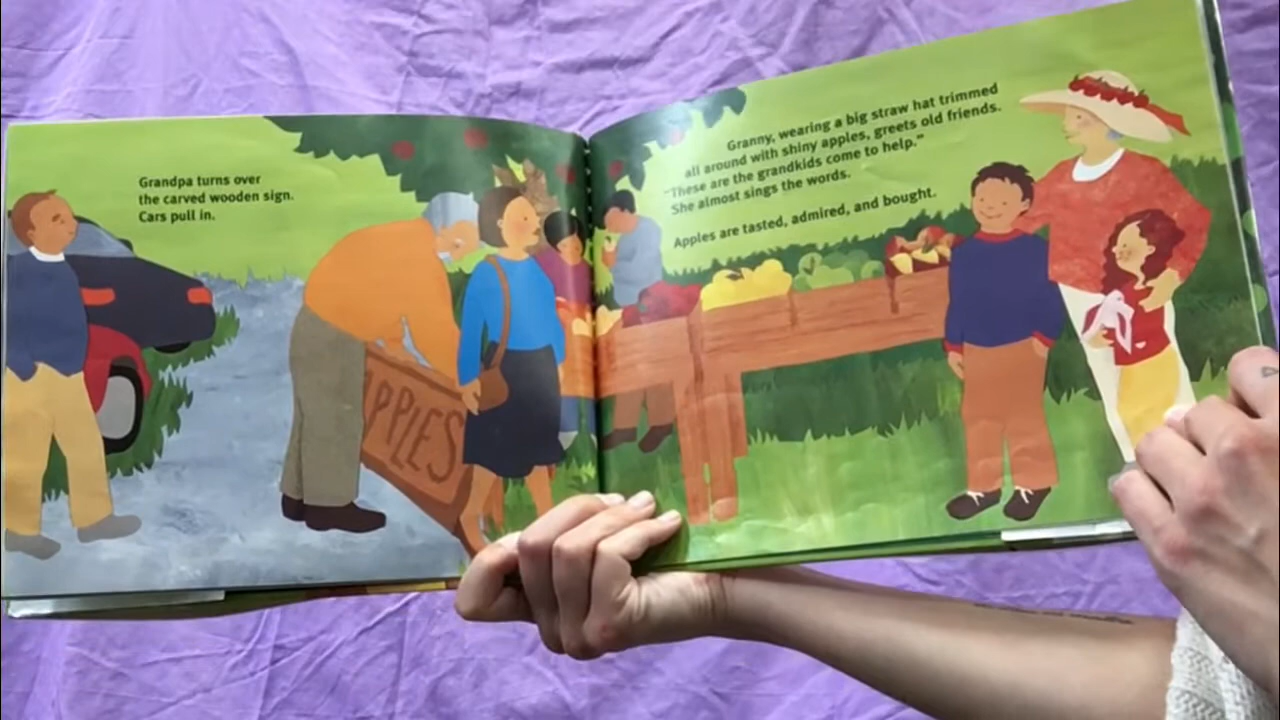 Grandpa turns over
the carved wooden sign.
Cars pull in.
APPLES
Granny, wearing a big straw hat trimmed
all around with shiny apples, greets old friends.
"These are the grandkids come to help."
She almost sings the words.
Apples are tasted, admired, and bought.